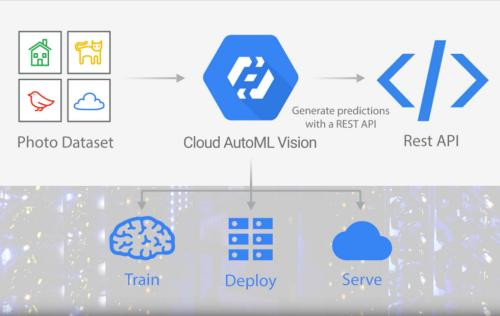 Photo Dataset
Cloud AutoML Vision
Generate predictions
with a REST API
Rest API
Train
Deploy
Serve